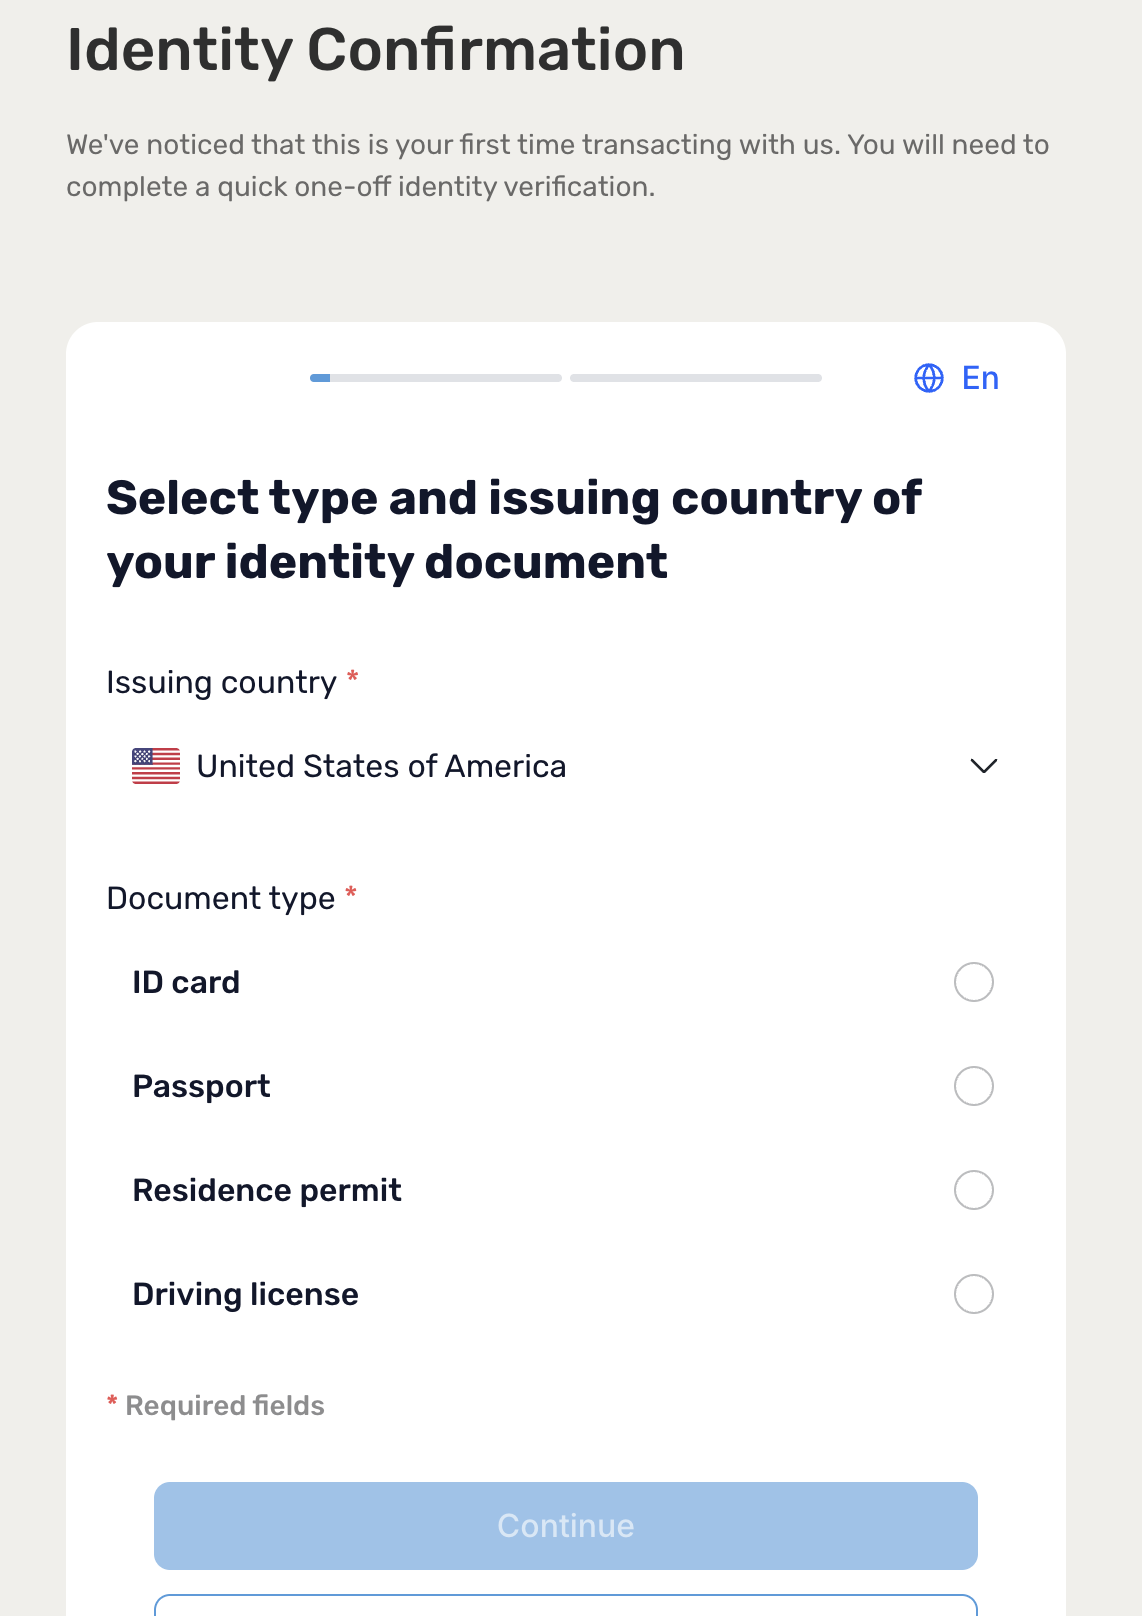 Identity Confirmation
We've noticed that this is your first time transacting with us. You will need to
complete a quick one-off identity verification.
En
Select type and issuing country of
your identity document
Issuing country *
United States of America
Document type *
ID card
Passport
Residence permit
Driving license
* Required fields
Continue